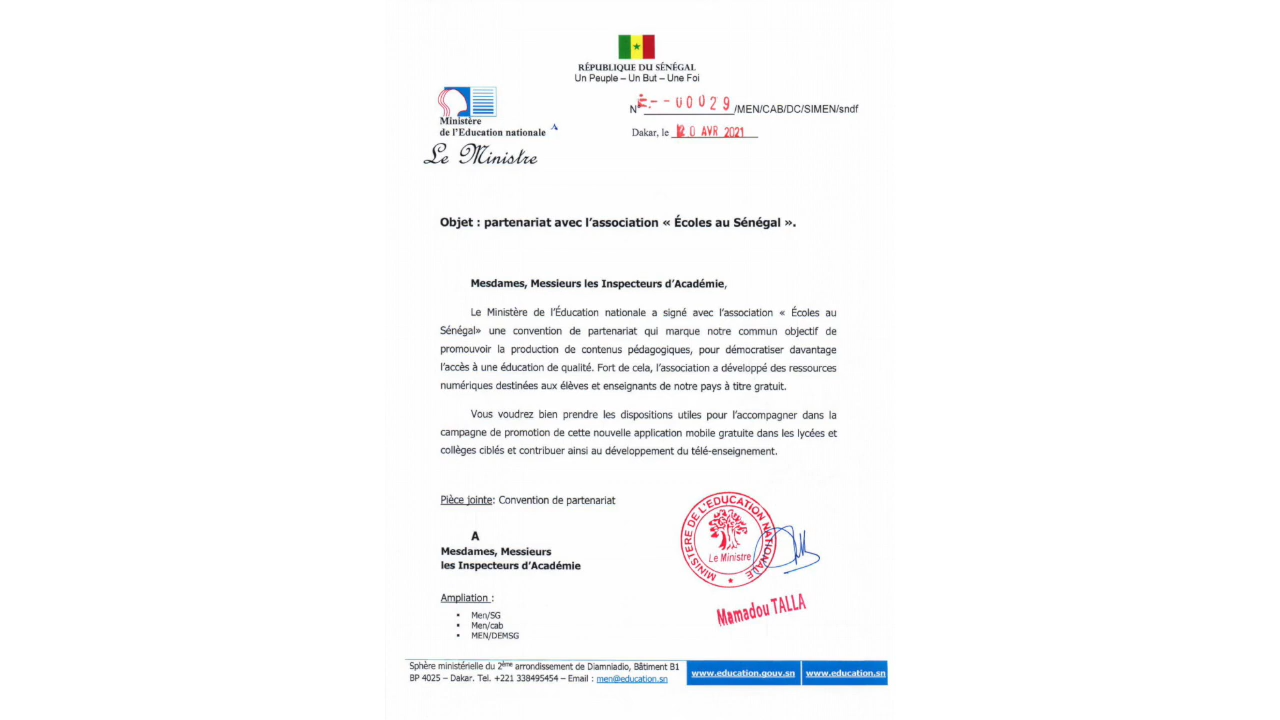 RÉPUBLIQUE DU SÉNÉGAL
Un Peuple – Un But – Une Foi
Ministère
de l'Education nationale
Le Ministre
N° 00029/MEN/CAB/DC/SIMEN/sndf
Dakar, le 20 AVR 2021
Objet : partenariat avec l'association « Écoles au Sénégal ».
Mesdames, Messieurs les Inspecteurs d'Académie,
Le Ministère de l'Éducation nationale a signé avec l'association « Écoles au
Sénégal» une convention de partenariat qui marque notre commun objectif de
promouvoir la production de contenus pédagogiques, pour démocratiser davantage
l'accès à une éducation de qualité. Fort de cela, l'association a développé des ressources
numériques destinées aux élèves et enseignants de notre pays à titre gratuit.
Vous voudrez bien prendre les dispositions utiles pour l'accompagner dans la
campagne de promotion de cette nouvelle application mobile gratuite dans les lycées et
collèges ciblés et contribuer ainsi au développement du télé-enseignement.
Pièce jointe: Convention de partenariat
A
Mesdames, Messieurs
les Inspecteurs d'Académie
MINISTERE DE L'EDUCATION NATIONALE
Le Ministre
Mamadou TALLA
Ampliation :
▪ Men/SG
▪ Men/cab
▪ MEN/DEMSG
Sphère ministérielle du 2ème arrondissement de Diamniadio, Bâtiment B1
BP 4025 – Dakar. Tel. +221 338495454 – Email : men@education.sn
www.education.gouv.sn www.education.sn